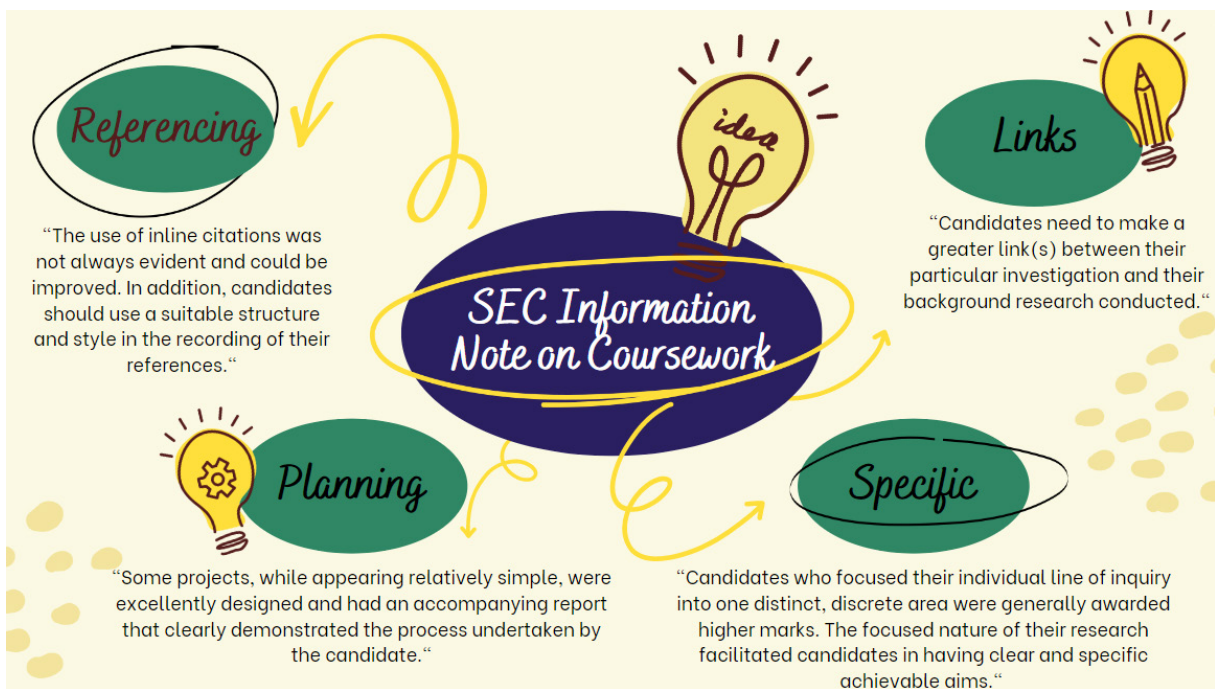 Referencing
“The use of inline citations was
not always evident and could be
improved. In addition, candidates
should use a suitable structure
and style in the recording of their
references.“
idea
SEC Information
Note on Coursework
Links
“Candidates need to make a
greater link(s) between their
particular investigation and their
background research conducted.“
Planning
“Some projects, while appearing relatively simple, were
excellently designed and had an accompanying report
that clearly demonstrated the process undertaken by
the candidate.“
Specific
“Candidates who focused their individual line of inquiry
into one distinct, discrete area were generally awarded
higher marks. The focused nature of their research
facilitated candidates in having clear and specific
achievable aims.“